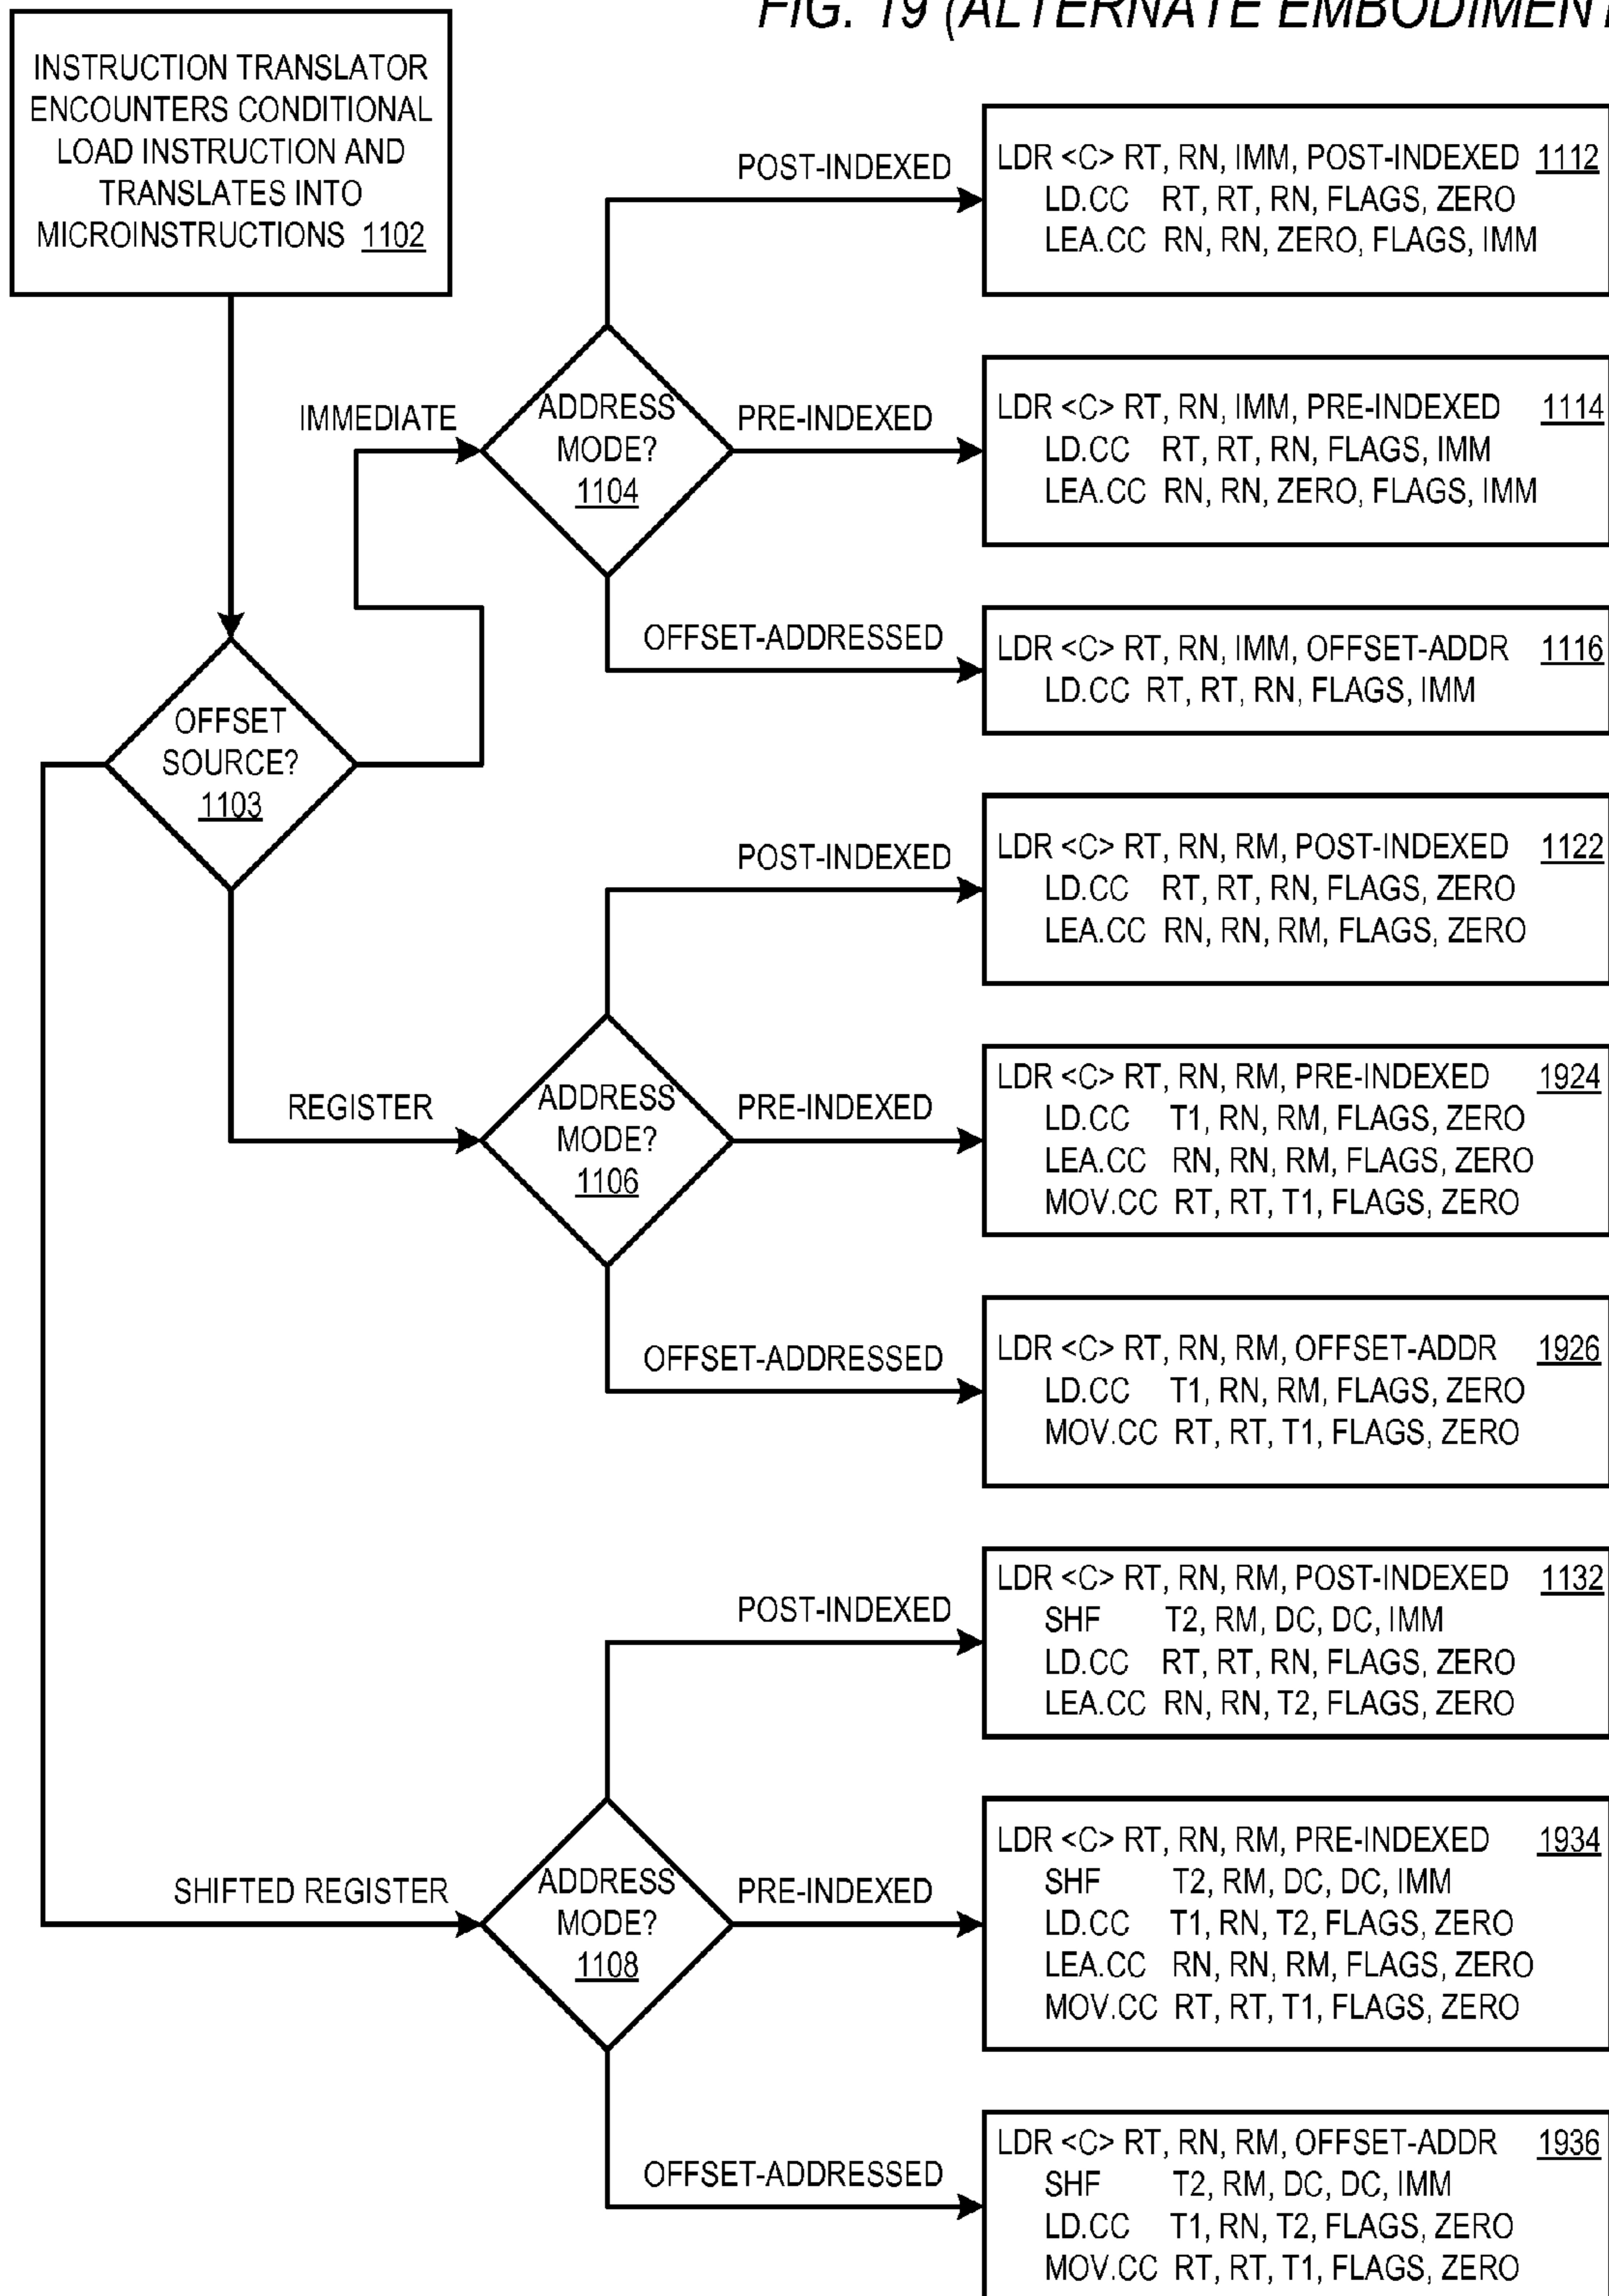 FIG. 19 (ALTERNATE EMBODIMENT
INSTRUCTION TRANSLATOR
ENCOUNTERS CONDITIONAL
LOAD INSTRUCTION AND
TRANSLATES INTO
MICROINSTRUCTIONS 1102
OFFSET
SOURCE?
1103
IMMEDIATE
ADDRESS
MODE?
1104
POST-INDEXED
LDR <C> RT, RN, IMM, POST-INDEXED 1112
LD.CC RT, RT, RN, FLAGS, ZERO
LEA.CC RN, RN, ZERO, FLAGS, IMM
PRE-INDEXED
LDR <C> RT, RN, IMM, PRE-INDEXED 1114
LD.CC RT, RT, RN, FLAGS, IMM
LEA.CC RN, RN, ZERO, FLAGS, IMM
OFFSET-ADDRESSED
LDR <C> RT, RN, IMM, OFFSET-ADDR 1116
LD.CC RT, RT, RN, FLAGS, IMM
REGISTER
ADDRESS
MODE?
1106
POST-INDEXED
LDR <C> RT, RN, RM, POST-INDEXED 1122
LD.CC RT, RT, RN, FLAGS, ZERO
LEA.CC RN, RN, RM, FLAGS, ZERO
PRE-INDEXED
LDR <C> RT, RN, RM, PRE-INDEXED 1924
LD.CC T1, RN, RM, FLAGS, ZERO
LEA.CC RN, RN, RM, FLAGS, ZERO
MOV.CC RT, RT, T1, FLAGS, ZERO
OFFSET-ADDRESSED
LDR <C> RT, RN, RM, OFFSET-ADDR 1926
LD.CC T1, RN, RM, FLAGS, ZERO
MOV.CC RT, RT, T1, FLAGS, ZERO
SHIFTED REGISTER
ADDRESS
MODE?
1108
POST-INDEXED
LDR <C> RT, RN, RM, POST-INDEXED 1132
SHF T2, RM, DC, DC, IMM
LD.CC RT, RT, RN, FLAGS, ZERO
LEA.CC RN, RN, T2, FLAGS, ZERO
PRE-INDEXED
LDR <C> RT, RN, RM, PRE-INDEXED 1934
SHF T2, RM, DC, DC, IMM
LD.CC T1, RN, T2, FLAGS, ZERO
LEA.CC RN, RN, RM, FLAGS, ZERO
MOV.CC RT, RT, T1, FLAGS, ZERO
OFFSET-ADDRESSED
LDR <C> RT, RN, RM, OFFSET-ADDR 1936
SHF T2, RM, DC, DC, IMM
LD.CC T1, RN, T2, FLAGS, ZERO
MOV.CC RT, RT, T1, FLAGS, ZERO